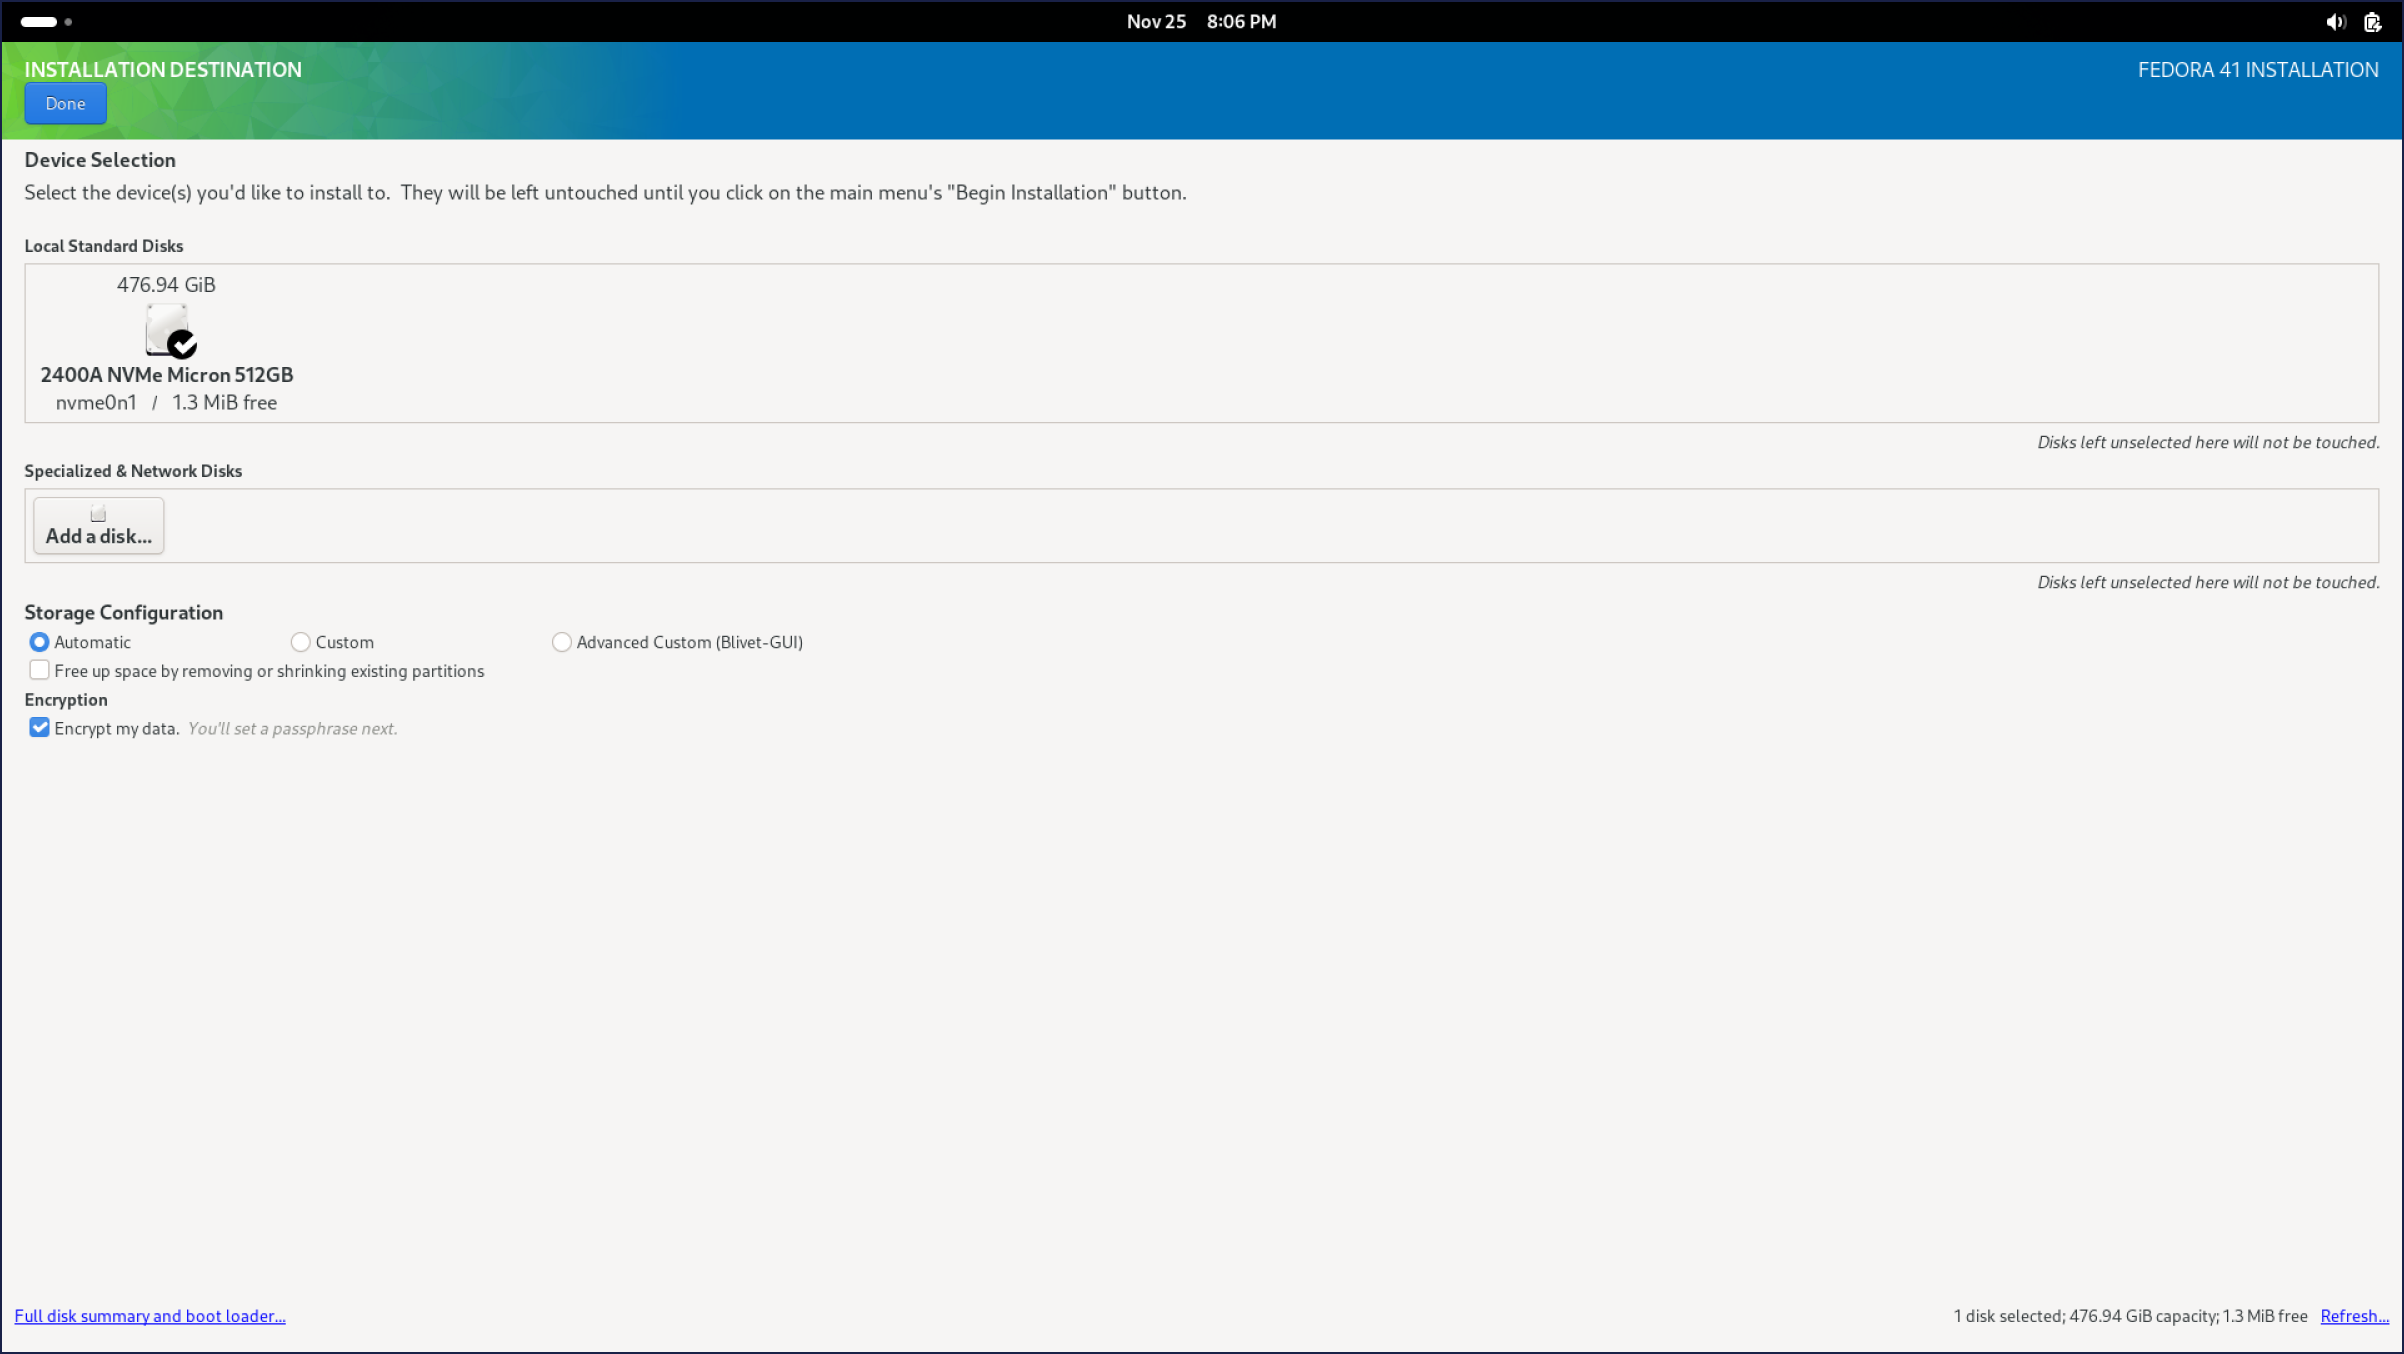 Nov 25 8:06 PM
INSTALLATION DESTINATION
FEDORA 41 INSTALLATION
Done
Device Selection
Select the device(s) you'd like to install to.  They will be left untouched until you click on the main menu's "Begin Installation" button.
Local Standard Disks
476.94 GiB
2400A NVMe Micron 512GB
nvme0n1 / 1.3 MiB free
Disks left unselected here will not be touched.
Specialized & Network Disks
Add a disk...
Disks left unselected here will not be touched.
Storage Configuration
Automatic Custom Advanced Custom (Blivet-GUI)
Free up space by removing or shrinking existing partitions
Encryption
Encrypt my data. You'll set a passphrase next.
Full disk summary and boot loader...
1 disk selected; 476.94 GiB capacity; 1.3 MiB free Refresh...